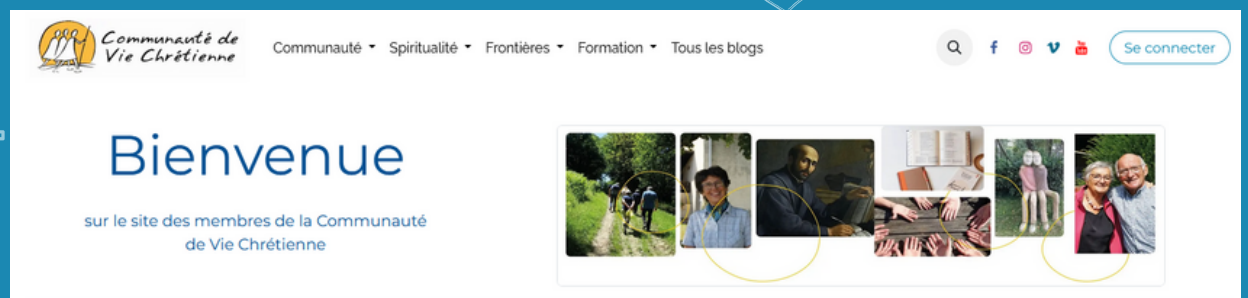 Communauté de
Vie Chrétienne
Communauté Spiritualité Frontières Formation Tous les blogs
Se connecter
Bienvenue
sur le site des membres de la Communauté
de Vie Chrétienne